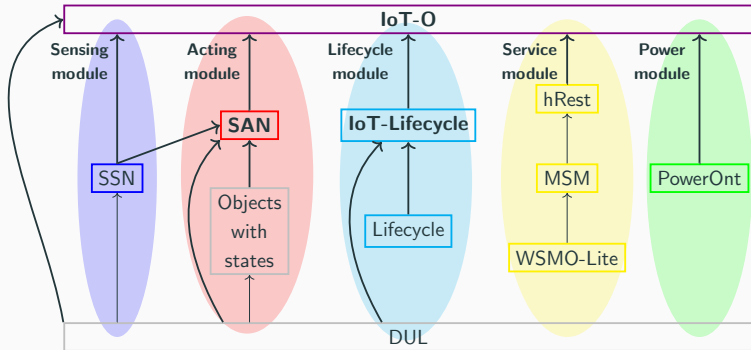 IoT-O
Sensing
module
Acting
module
Lifecycle
module
Service
module
Power
module
hRest
SAN
IoT-Lifecycle
SSN
MSM
PowerOnt
Objects
with
states
Lifecycle
WSMO-Lite
DUL